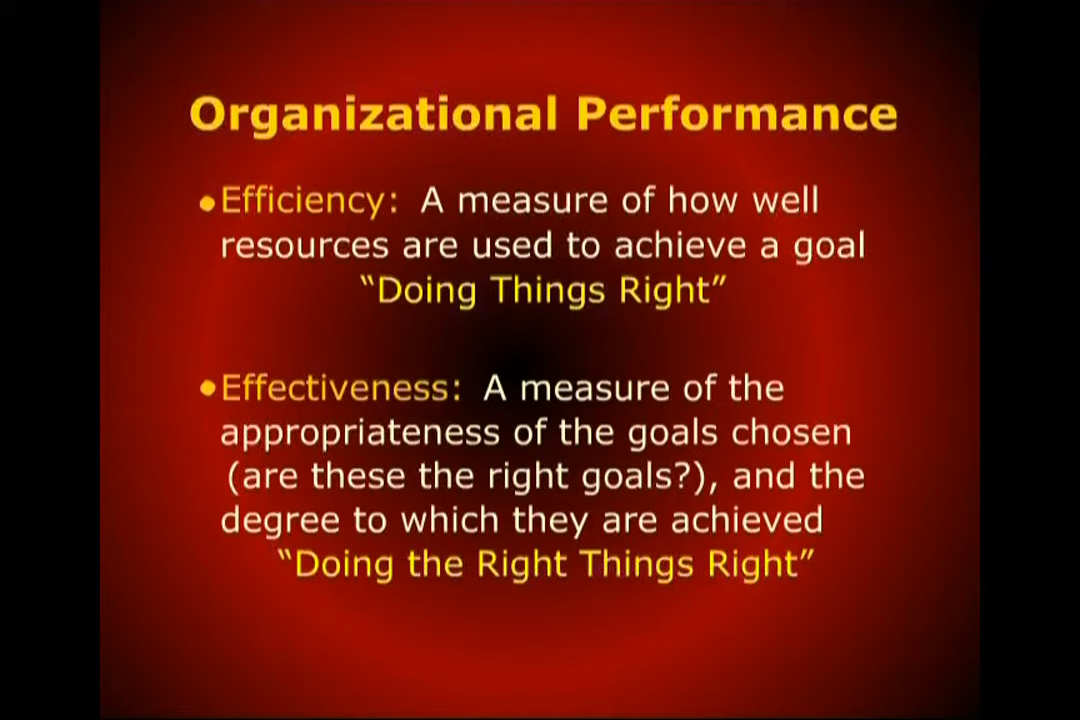 Organizational Performance
•Efficiency: A measure of how well
resources are used to achieve a goal
“Doing Things Right”
•Effectiveness: A measure of the
appropriateness of the goals chosen
(are these the right goals?), and the
degree to which they are achieved
“Doing the Right Things Right”